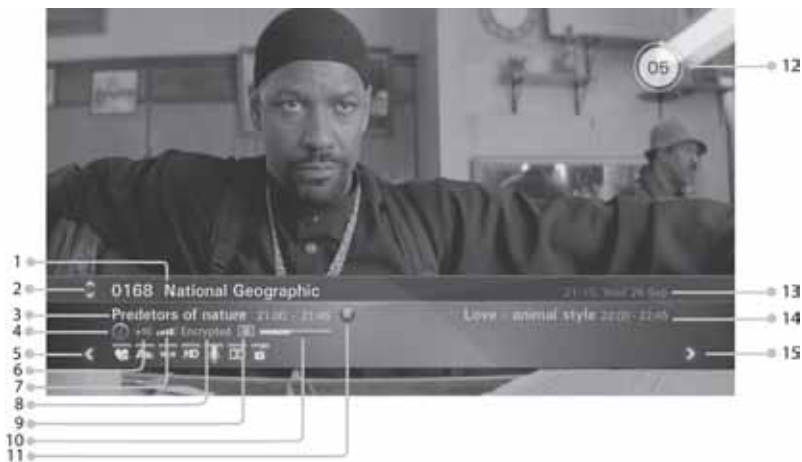 05
12
1
2
0168 National Geographic
21:15, Wed 26 Sep
13
3
Predetors of nature 21:00 - 21:45
Love - animal style 22:00 - 22:45
14
4
+16
Encrypted
5
HD
15
6
7
8
9
10
11